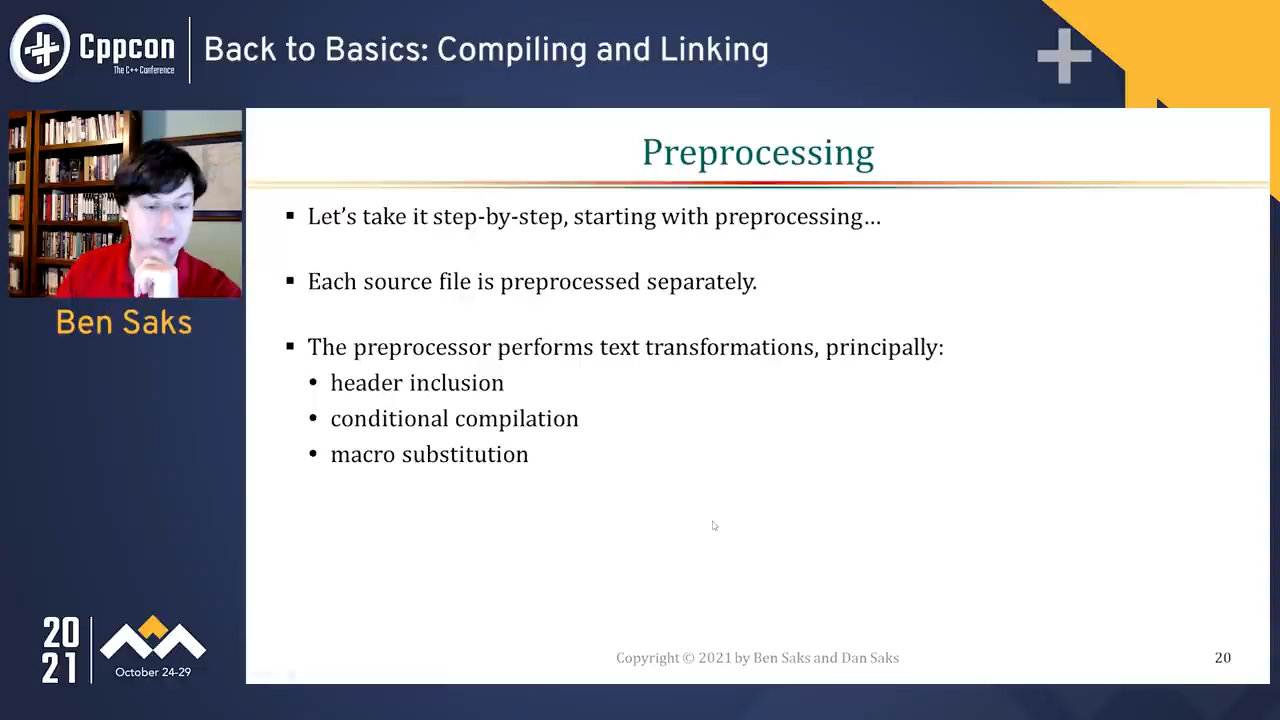 Cppcon
The C++ Conference
Back to Basics: Compiling and Linking
Preprocessing
▪ Let's take it step-by-step, starting with preprocessing…
▪ Each source file is preprocessed separately.
▪ The preprocessor performs text transformations, principally:
• header inclusion
• conditional compilation
• macro substitution
Ben Saks
20
21
October 24-29
Copyright © 2021 by Ben Saks and Dan Saks
20